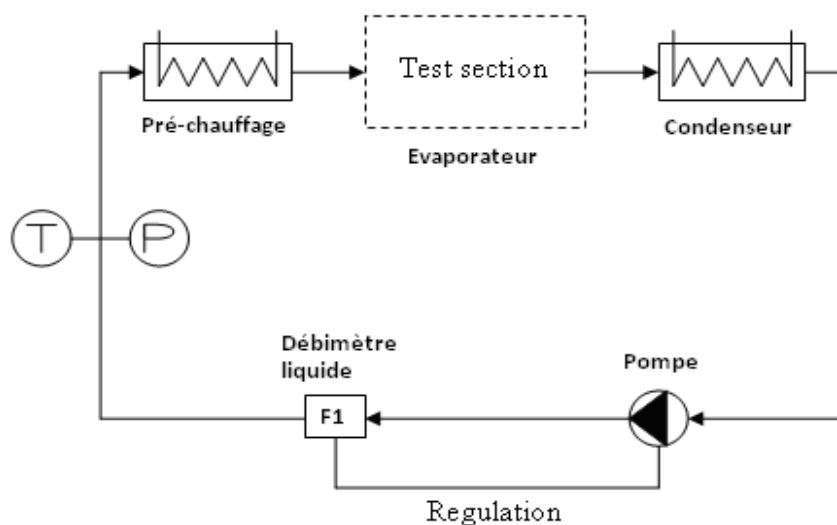 Test section
Pré-chauffage
Condenseur
Evaporateur
T
P
Débimètre
liquide
Pompe
F1
Regulation